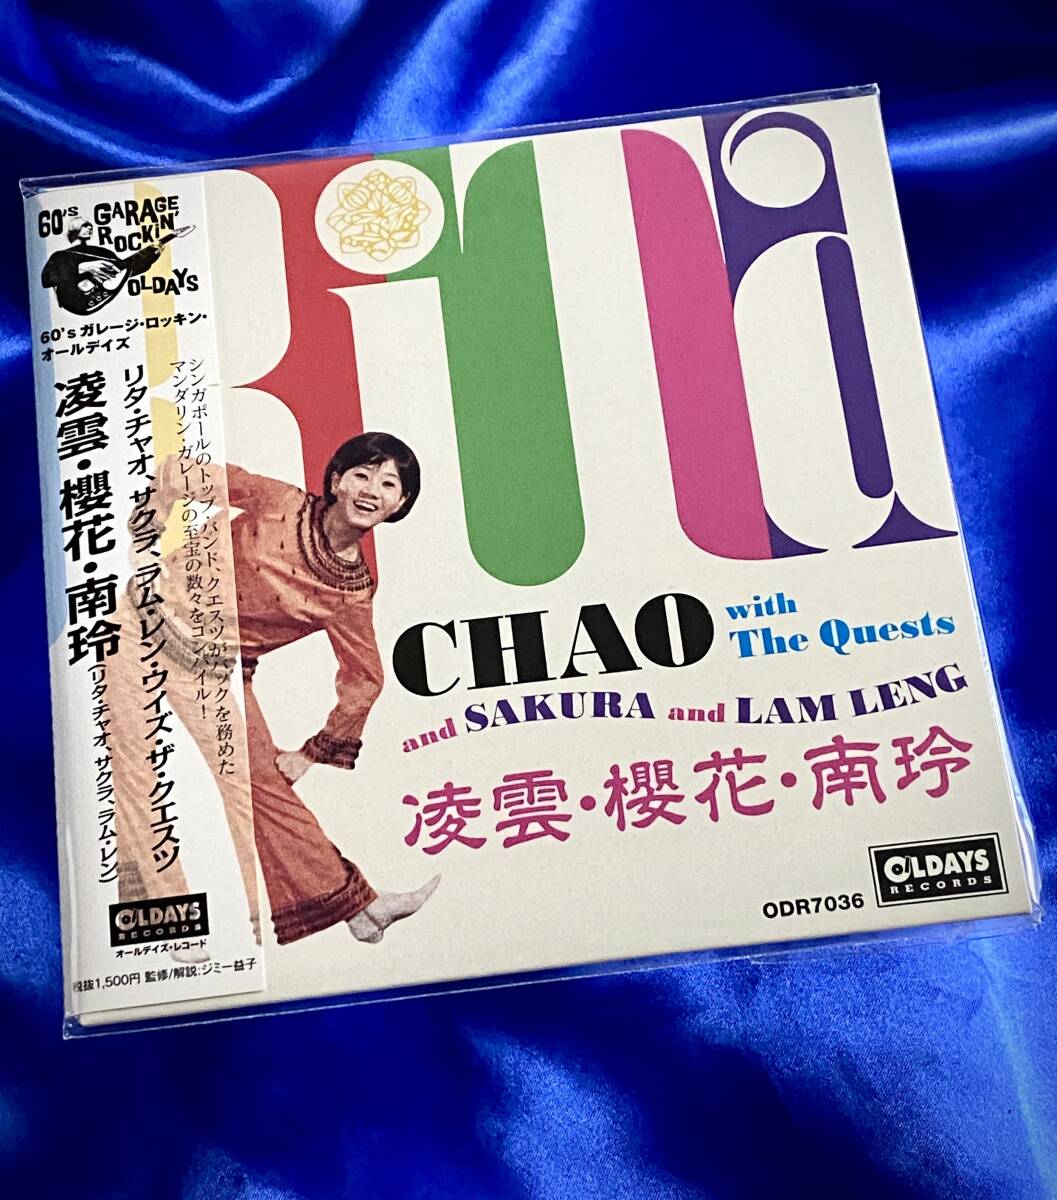 60's GARAGE
ROCKiN'
OLDAYS
60's ガレージ・ロッキン・
オールデイズ
シンガポールのトップ・バンド、クエスツがバックを務めた
マンダリン・ガレージの至宝の数々をコンパイル！
リタ・チャオ、サクラ、ラム・レン・ウィズ・ザ・クエスツ
凌雲・櫻花・南玲
(リタ・チャオ、サクラ、ラム・レン)
OLDAYS
RECORDS
オールデイズ・レコード
税抜1,500円 監修/解説:ジミー益子
RiTa
CHAO with
The Quests
and SAKURA and LAM LENG
凌雲・櫻花・南玲
OLDAYS
RECORDS
ODR7036